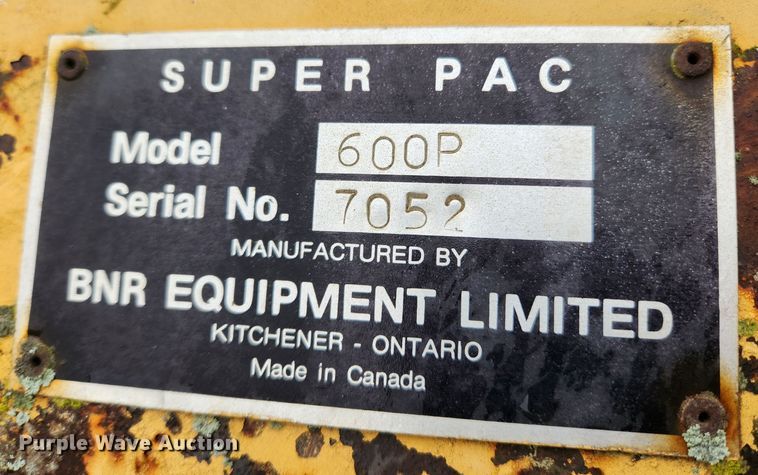 SUPER PAC
Model 600P
Serial No. 7052
MANUFACTURED BY
BNR EQUIPMENT LIMITED
KITCHENER - ONTARIO
Made in Canada
Purple Wave Auction